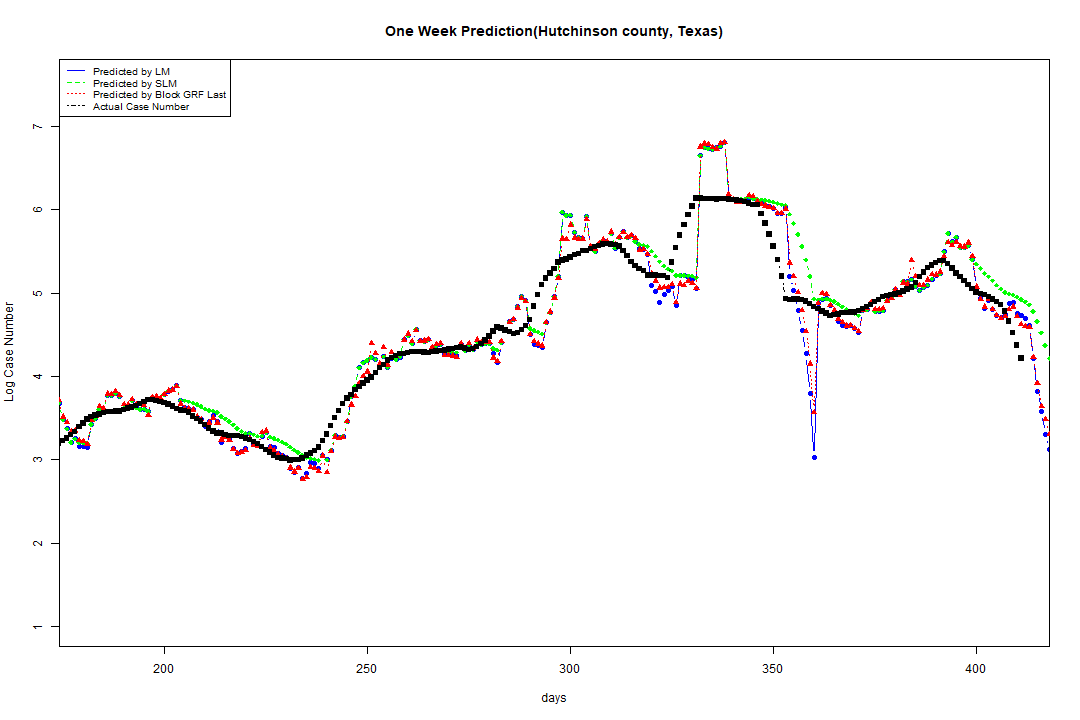 One Week Prediction(Hutchinson county, Texas)
Predicted by LM
Predicted by SLM
Predicted by Block GRF Last
Actual Case Number
Log Case Number
7
6
5
4
3
2
1
200 250 300 350 400
days